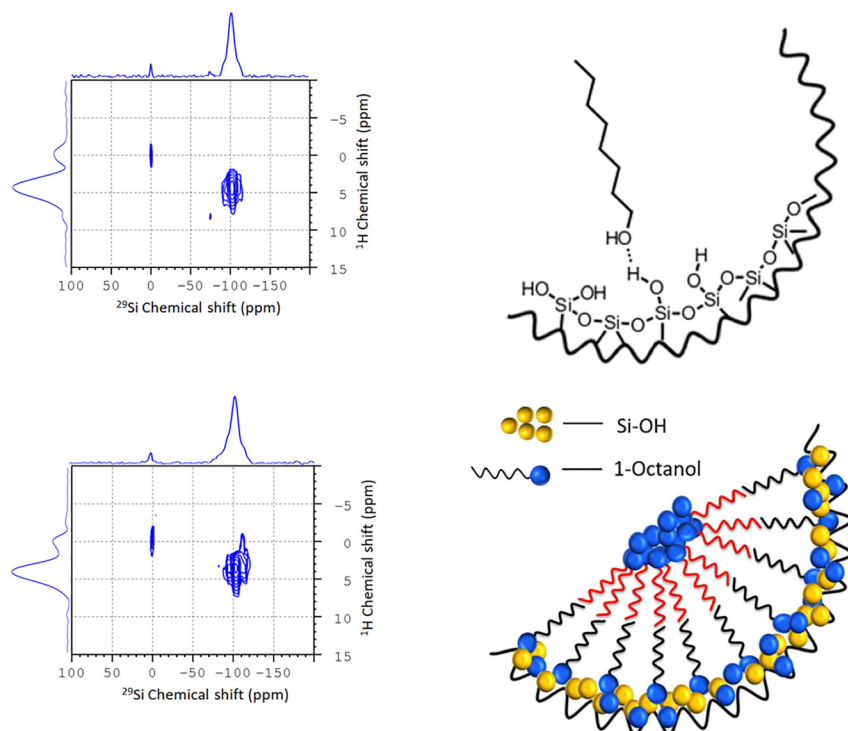 -5
0
5
10
15
¹H Chemical shift (ppm)
100 50 0 -50 -100 -150
²⁹Si Chemical shift (ppm)
HO
H
H
O
HO
OH
HO
O
Si
Si
O
Si
O
Si
O
Si
O
Si
O
-5
0
5
10
15
¹H Chemical shift (ppm)
100 50 0 -50 -100 -150
²⁹Si Chemical shift (ppm)
Si-OH
1-Octanol